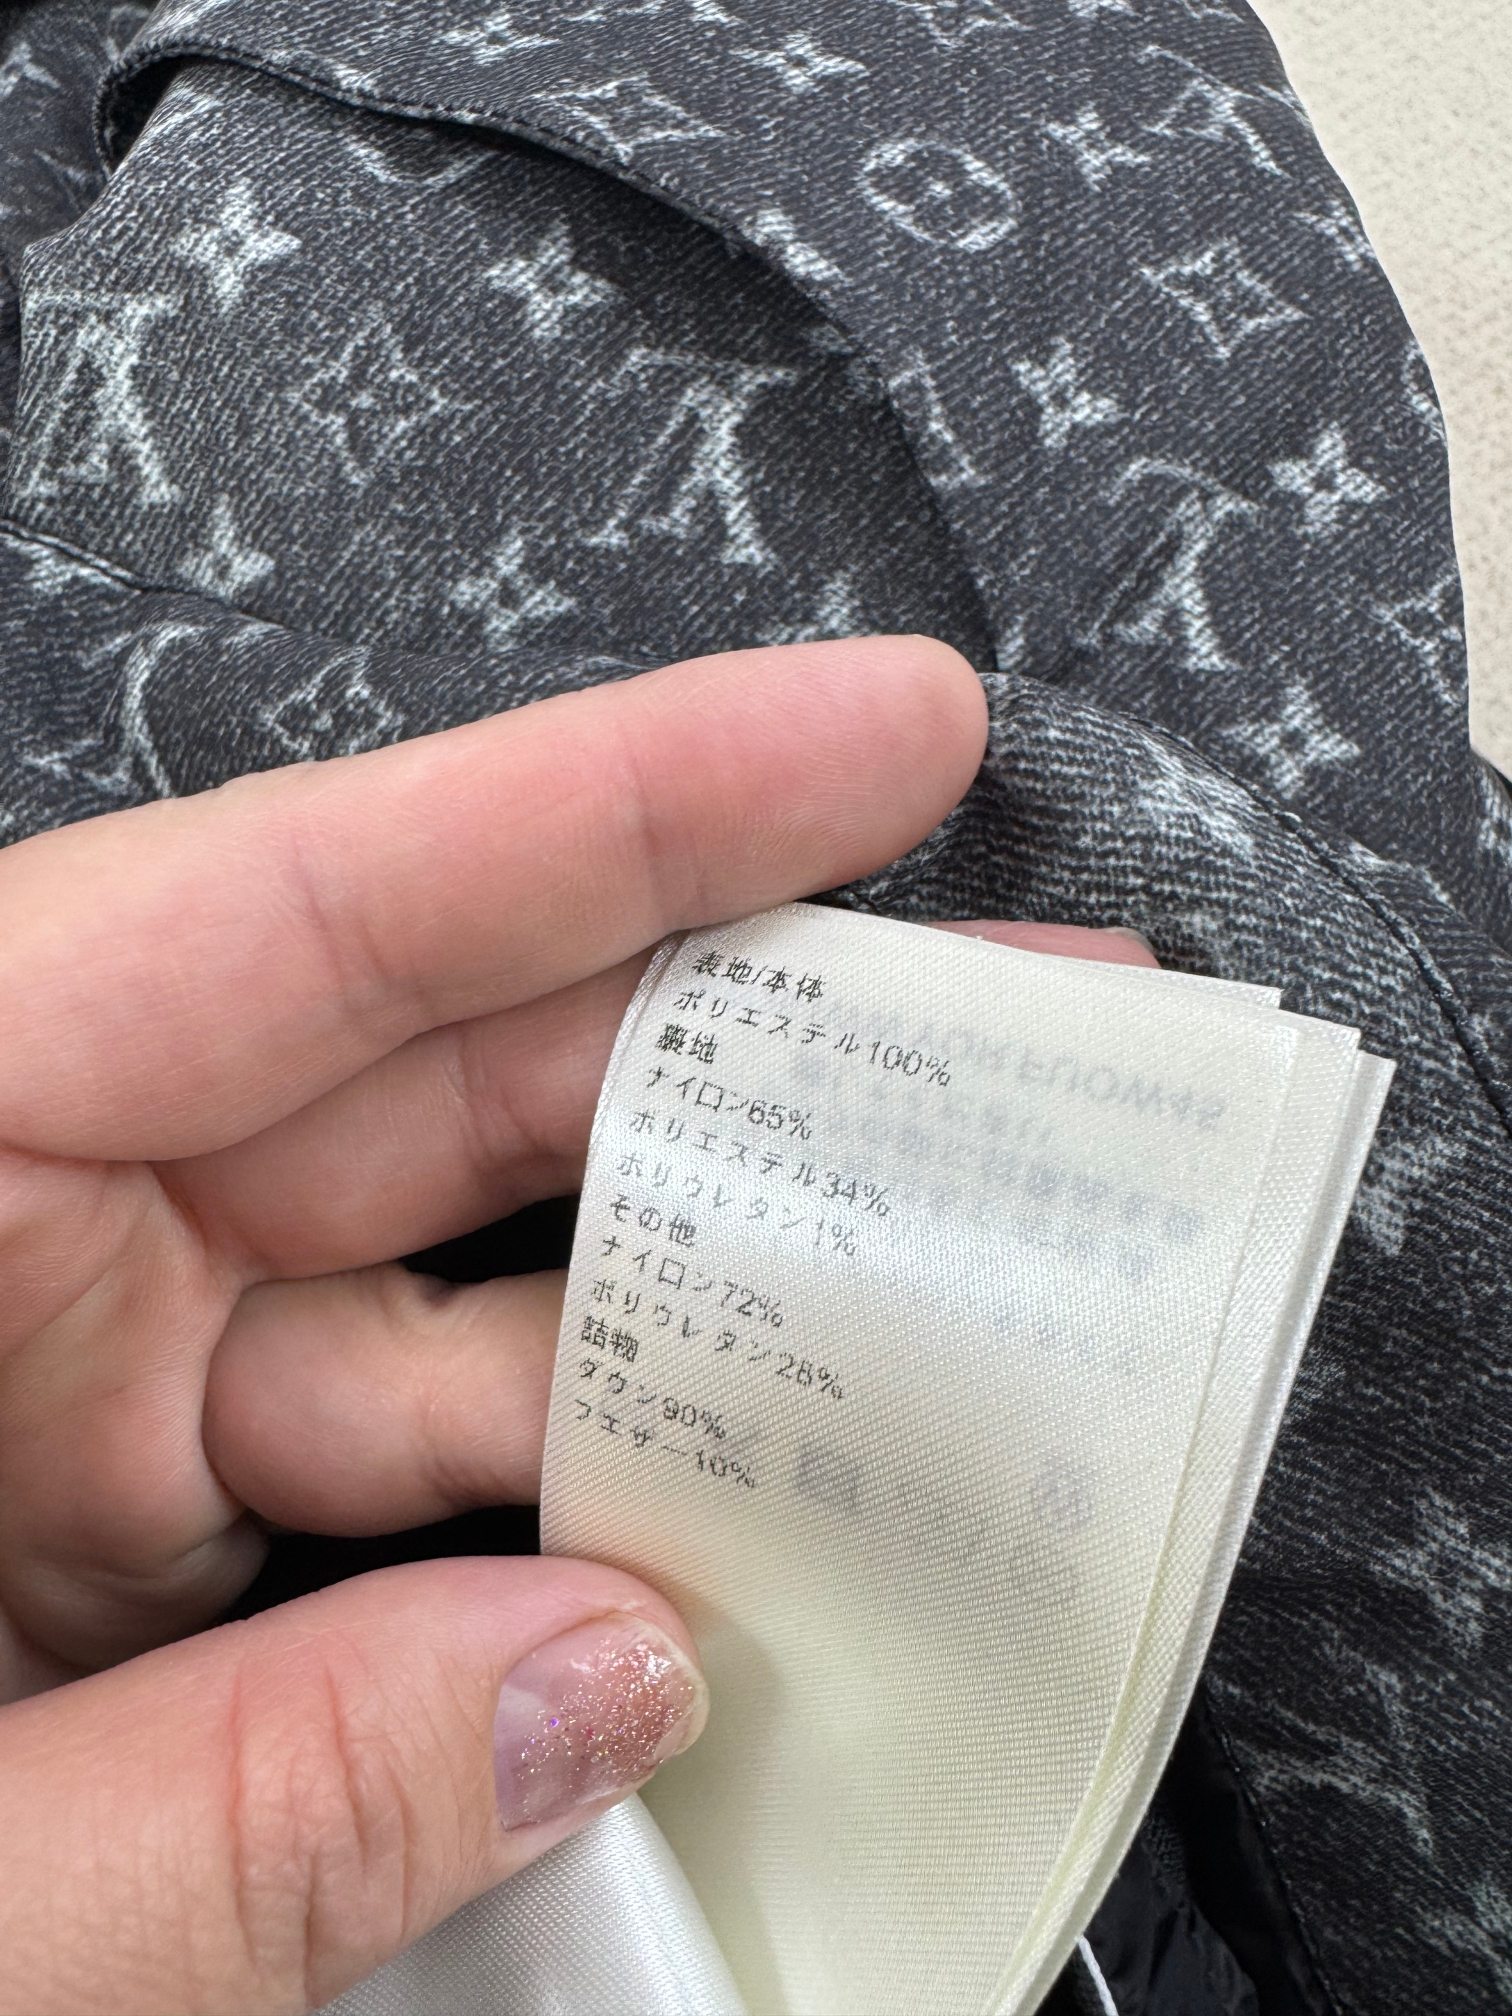 表地/本体
ポリエステル100%
裏地
ナイロン65%
ポリエステル34%
ポリウレタン1%
その他
ナイロン72%
ポリウレタン28%
詰物
ダウン90%
フェザー10%